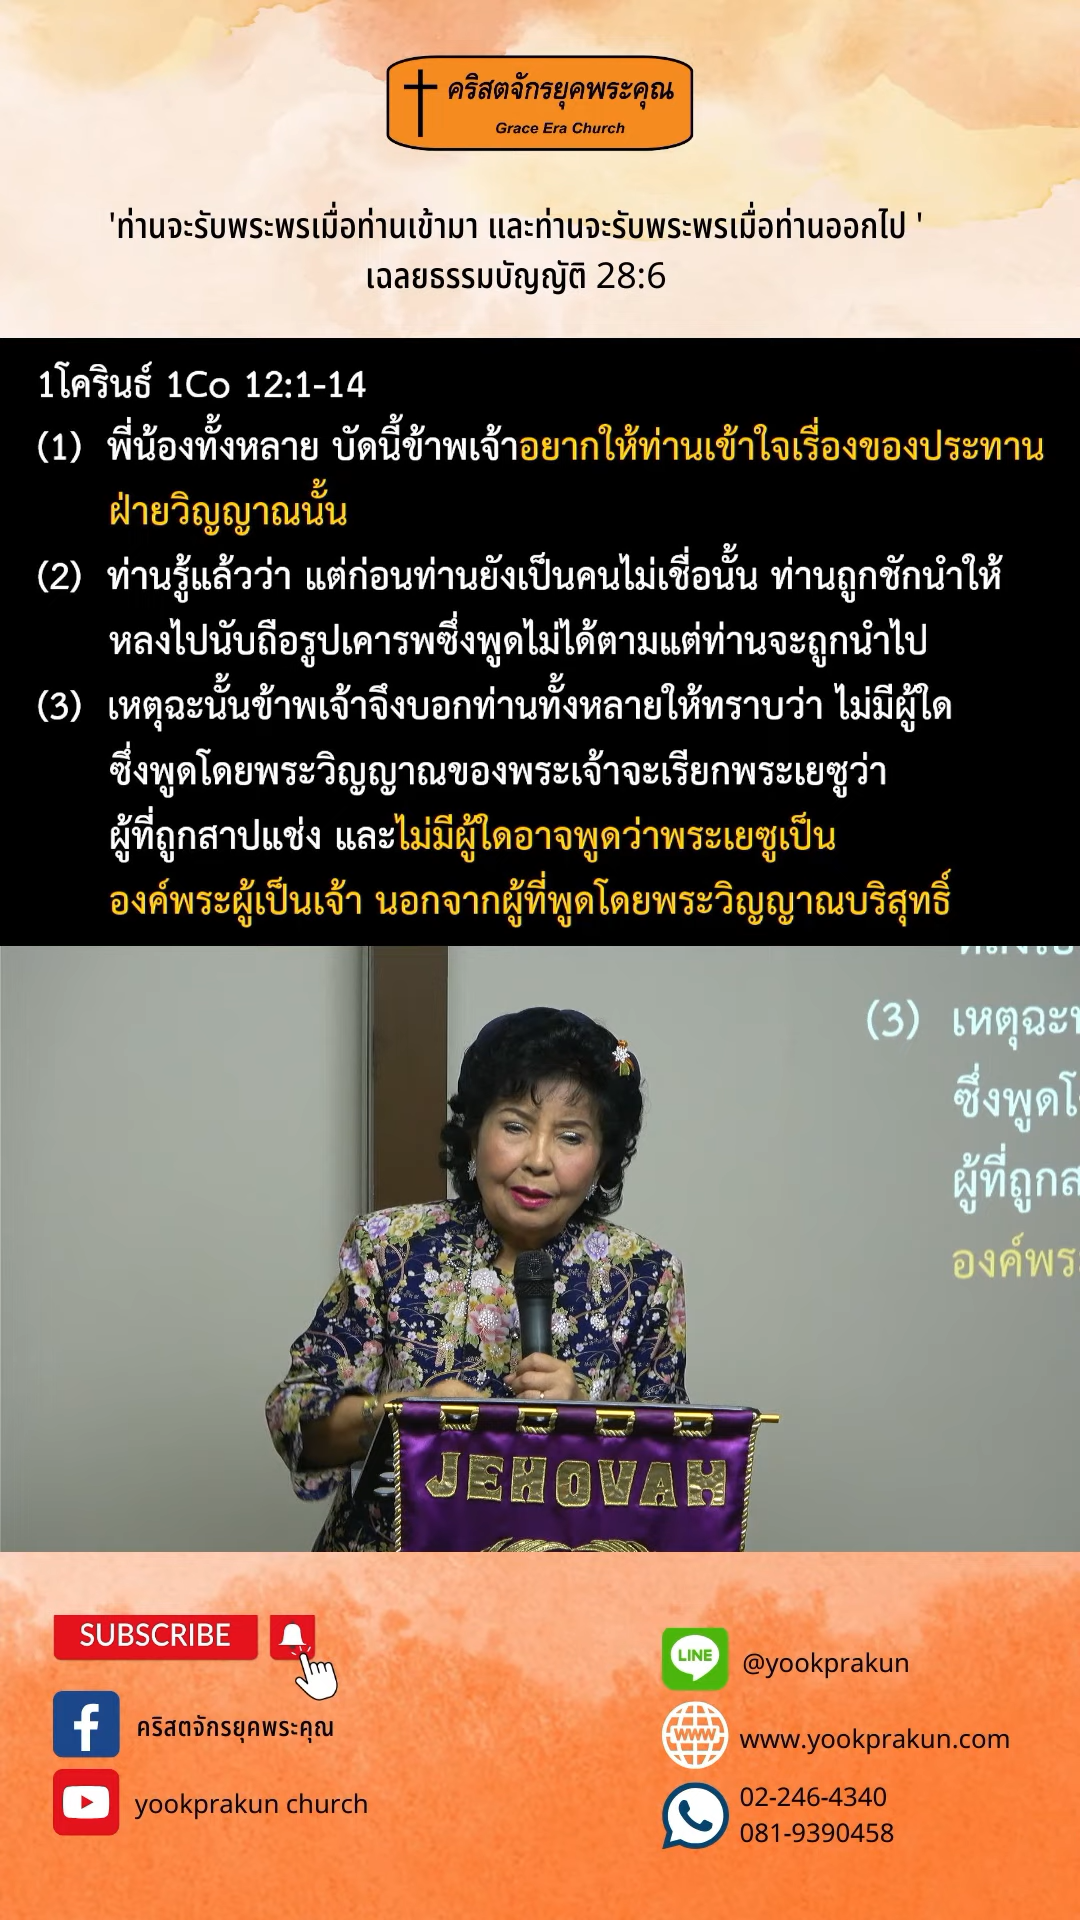 คริสตจักรยุคพระคุณ
Grace Era Church
'ท่านจะรับพระพรเมื่อท่านเข้ามา และท่านจะรับพระพรเมื่อท่านออกไป '
เฉลยธรรมบัญญัติ 28:6
1โครินธ์ 1Co 12:1-14
(1) พี่น้องทั้งหลาย บัดนี้ข้าพเจ้าอยากให้ท่านเข้าใจเรื่องของประทาน
ฝ่ายวิญญาณนั้น
(2) ท่านรู้แล้วว่า แต่ก่อนท่านยังเป็นคนไม่เชื่อนั้น ท่านถูกชักนำให้
หลงไปนับถือรูปเคารพซึ่งพูดไม่ได้ตามแต่ท่านจะถูกนำไป
(3) เหตุฉะนั้นข้าพเจ้าจึงบอกท่านทั้งหลายให้ทราบว่า ไม่มีผู้ใด
ซึ่งพูดโดยพระวิญญาณของพระเจ้าจะเรียกพระเยซูว่า
ผู้ที่ถูกสาปแช่ง และไม่มีผู้ใดอาจพูดว่าพระเยซูเป็น
องค์พระผู้เป็นเจ้า นอกจากผู้ที่พูดโดยพระวิญญาณบริสุทธิ์
(3) เหตุฉะ
ซึ่งพูดโ
ผู้ที่ถูกส
องค์พระ
JEHOVAH
SUBSCRIBE
คริสตจักรยุคพระคุณ
yookprakun church
LINE
@yookprakun
WWW
www.yookprakun.com
02-246-4340
081-9390458